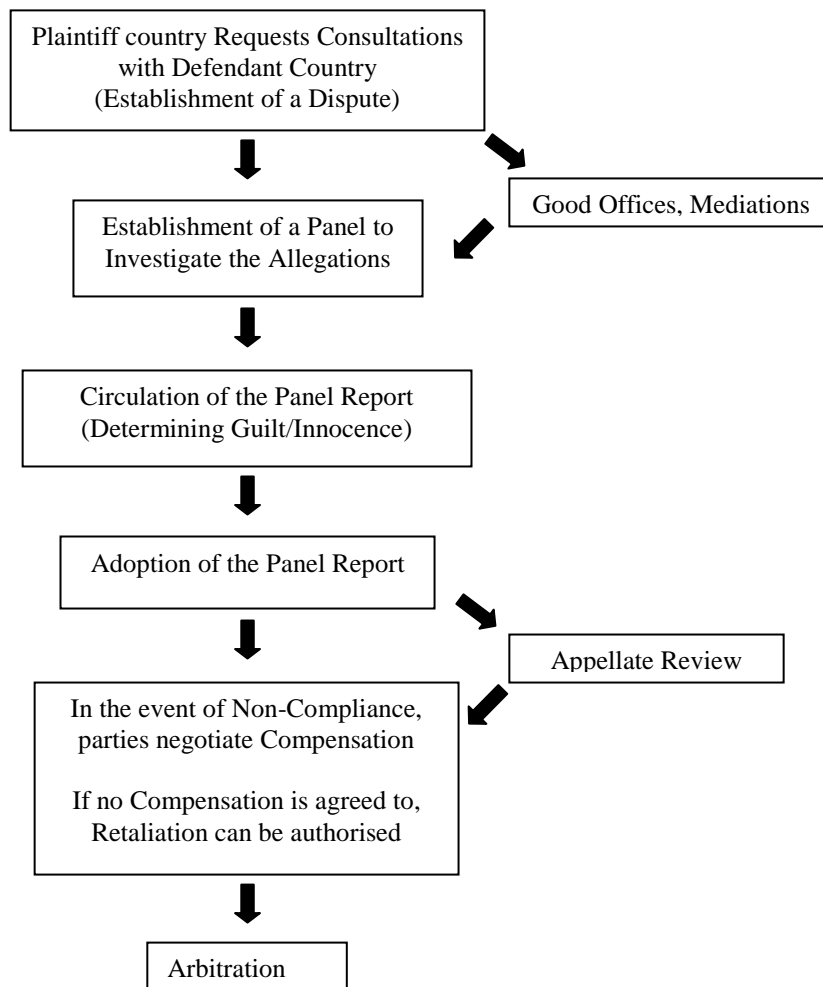 Plaintiff country Requests Consultations
with Defendant Country
(Establishment of a Dispute)
Good Offices, Mediations
Establishment of a Panel to
Investigate the Allegations
Circulation of the Panel Report
(Determining Guilt/Innocence)
Adoption of the Panel Report
Appellate Review
In the event of Non-Compliance,
parties negotiate Compensation
If no Compensation is agreed to,
Retaliation can be authorised
Arbitration